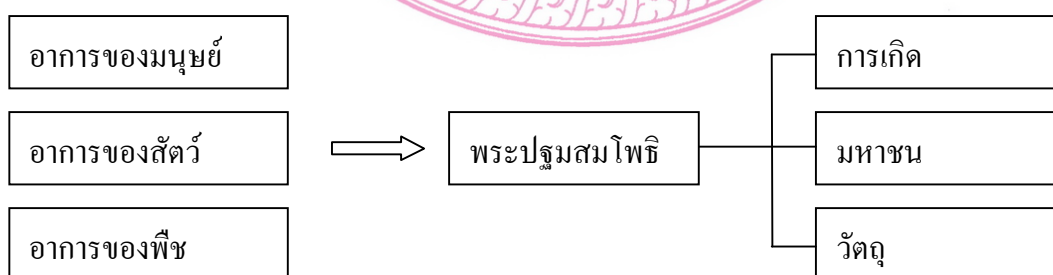 อาการของมนุษย์
อาการของสัตว์
อาการของพืช
พระปฐมสมโพธิ
การเกิด
มหาชน
วัตถุ